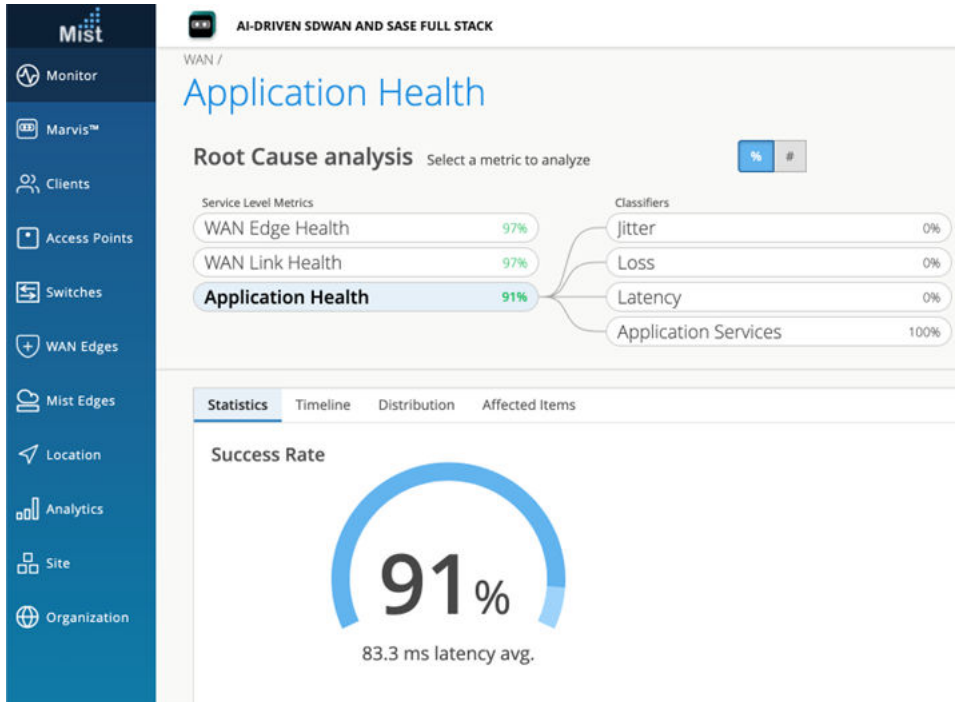 Mist
AI-DRIVEN SDWAN AND SASE FULL STACK
Monitor
Marvis™
Clients
Access Points
Switches
WAN Edges
Mist Edges
Location
Analytics
Site
Organization
WAN /
Application Health
Root Cause analysis Select a metric to analyze
% #
Service Level Metrics
WAN Edge Health 97%
WAN Link Health 97%
Application Health 91%
Classifiers
Jitter 0%
Loss 0%
Latency 0%
Application Services 100%
Statistics Timeline Distribution Affected Items
Success Rate
91%
83.3 ms latency avg.